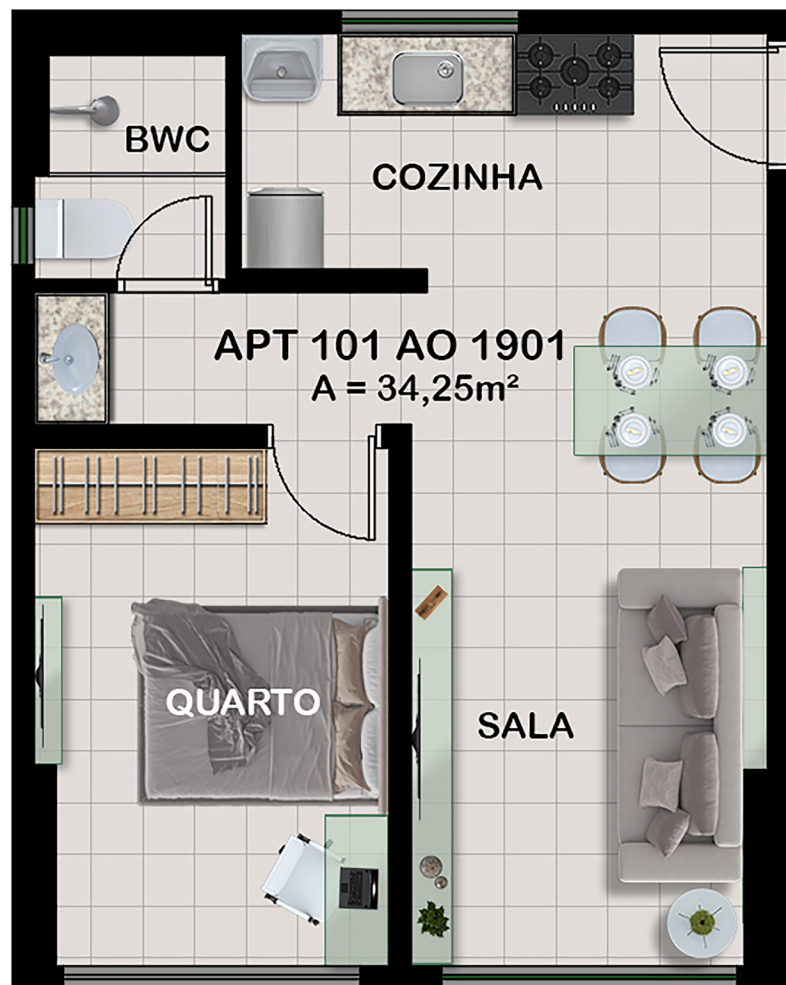 BWC
COZINHA
APT 101 AO 1901
A = 34,25m²
QUARTO
SALA